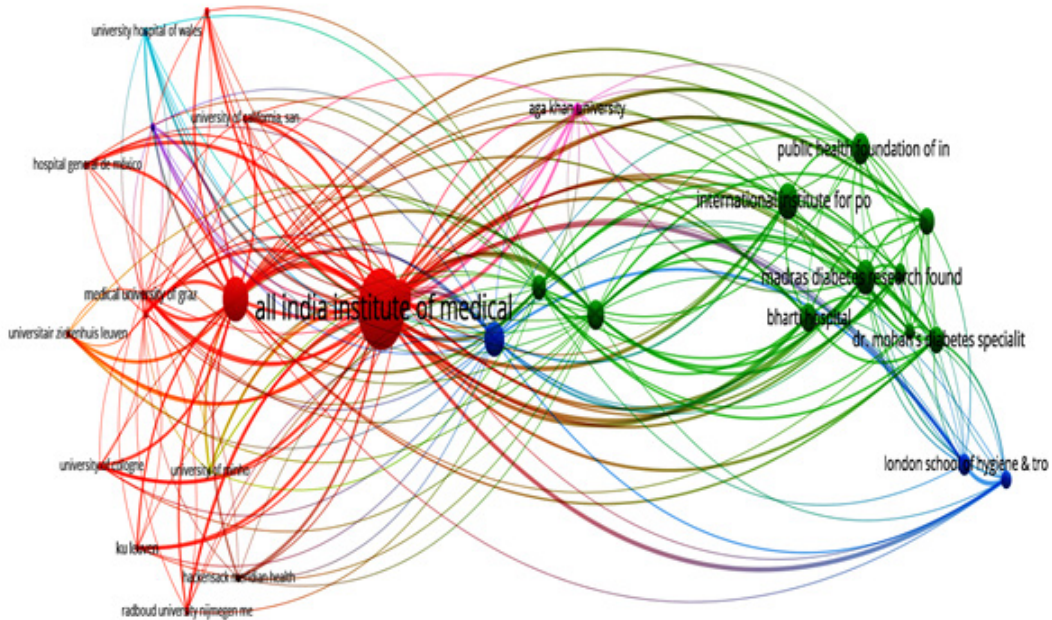 university hospital of wales
university of california, san
aga khan university
hospital general de méxico
public health foundation of in
international institute for po
madras diabetes research found
medical university of graz
all india institute of medical
bharti hospital
universitair ziekenhuis leuven
dr. mohan's diabetes specialit
university of cologne
university of minho
london school of hygiene & tro
ku leuven
hackensack meridian health
radboud university nijmegen me